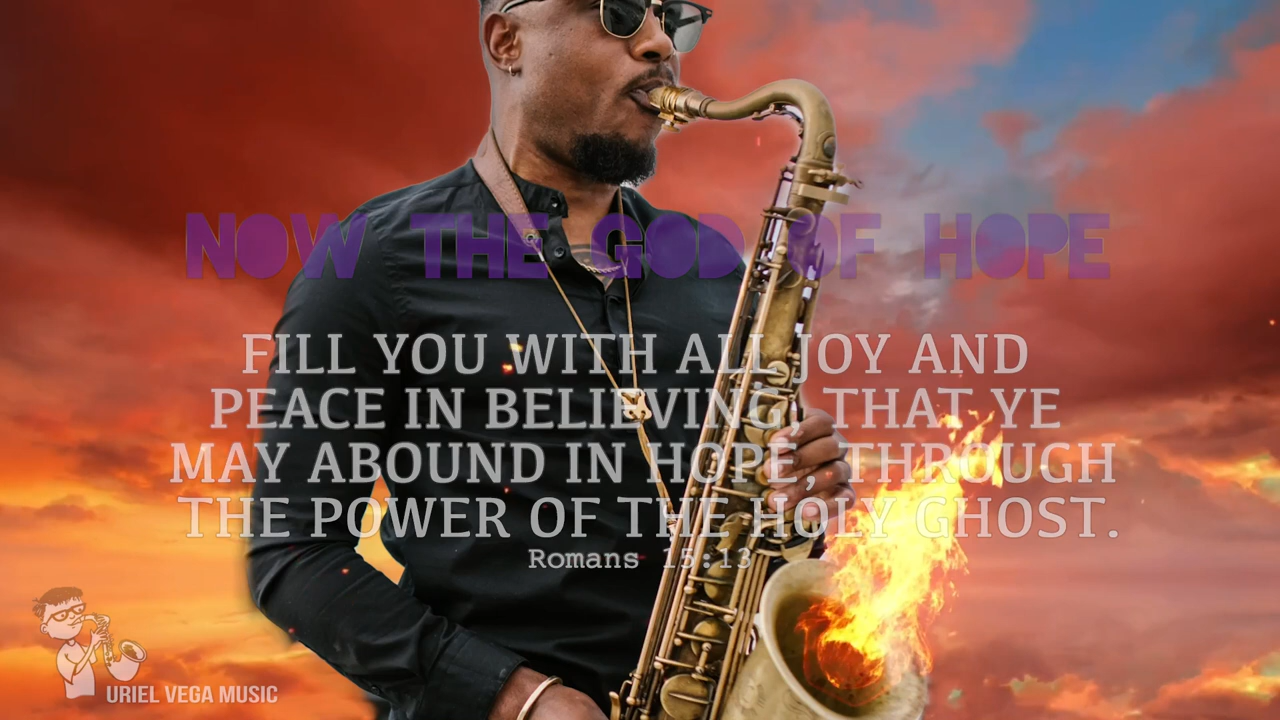 NOW THE GOD OF HOPE
FILL YOU WITH ALL JOY AND
PEACE IN BELIEVING, THAT YE
MAY ABOUND IN HOPE, THROUGH
THE POWER OF THE HOLY GHOST.
Romans 15:13
URIEL VEGA MUSIC